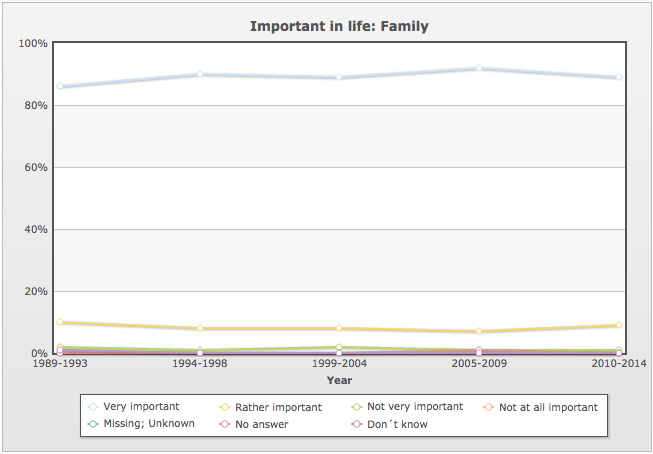 Important in life: Family
100%
80%
60%
40%
20%
0%
1989-1993 1994-1998 1999-2004 2005-2009 2010-2014
Year
Very important Rather important Not very important Not at all important
Missing; Unknown No answer Don´t know